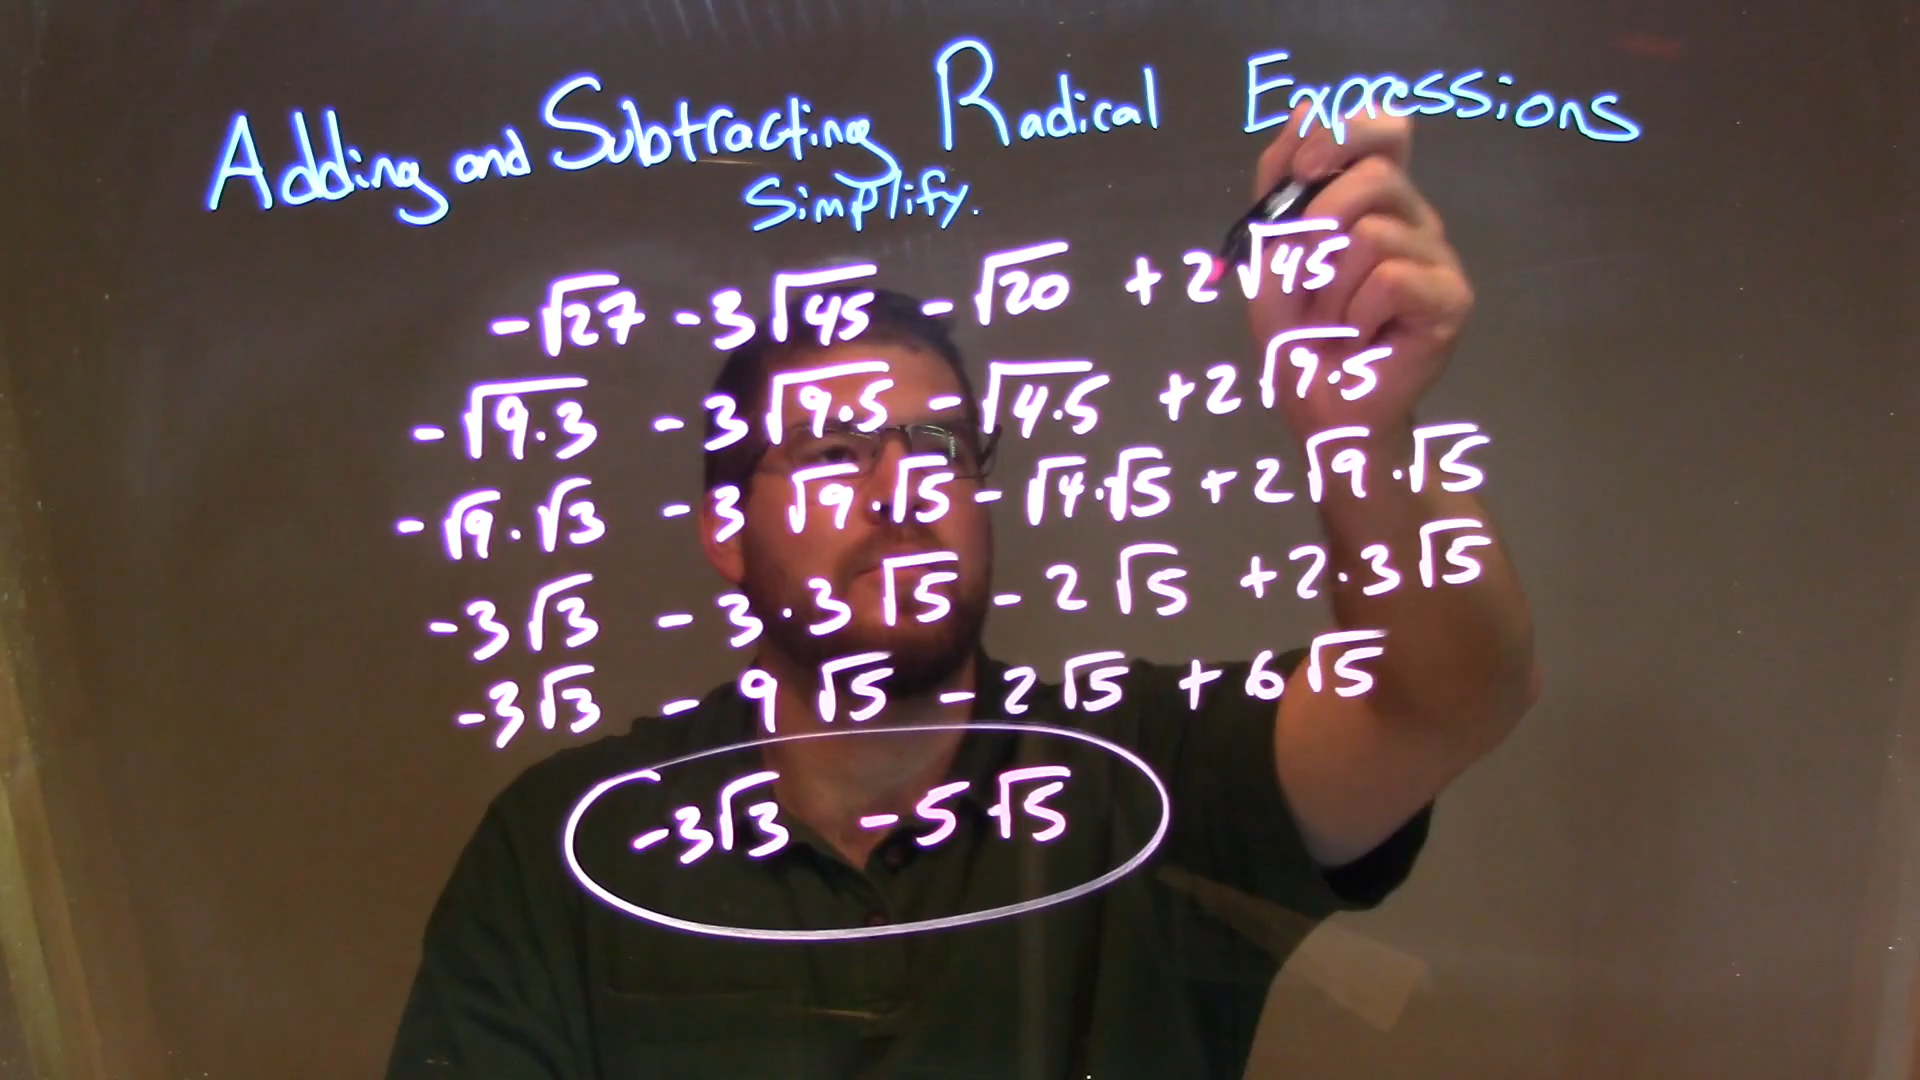 Adding and Subtracting Radical Expressions
Simplify.
-√27 -3√45 -√20 +2√45
-√9·3 -3√9·5 -√4·5 +2√9·5
-√9·√3 -3√9·√5 -√4·√5 +2√9·√5
-3√3 -3·3√5 -2√5 +2·3√5
-3√3 -9√5 -2√5 +6√5
-3√3 -5√5